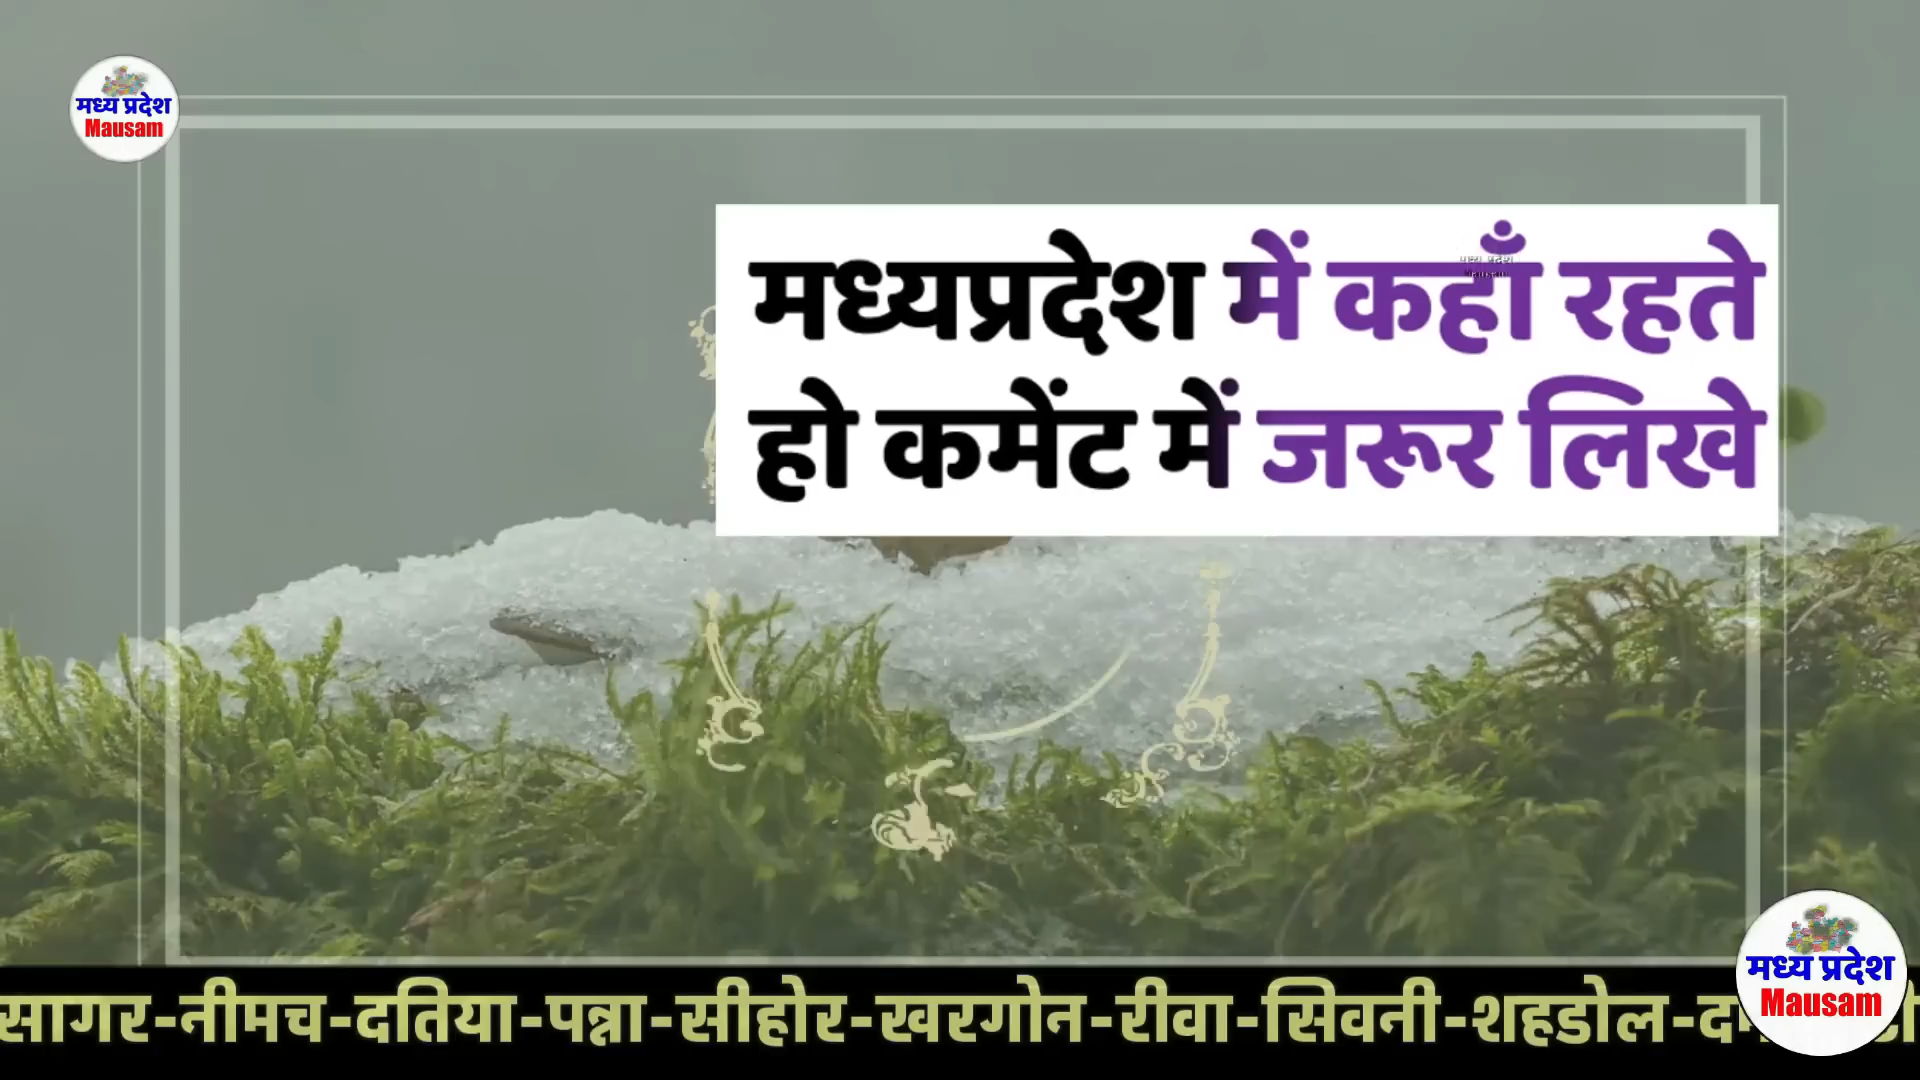 मध्य प्रदेश
Mausam
मध्यप्रदेश में कहाँ रहते
हो कमेंट में जरूर लिखे
सागर-नीमच-दतिया-पन्ना-सीहोर-खरगोन-रीवा-सिवनी-शहडोल-
मध्य प्रदेश
Mausam